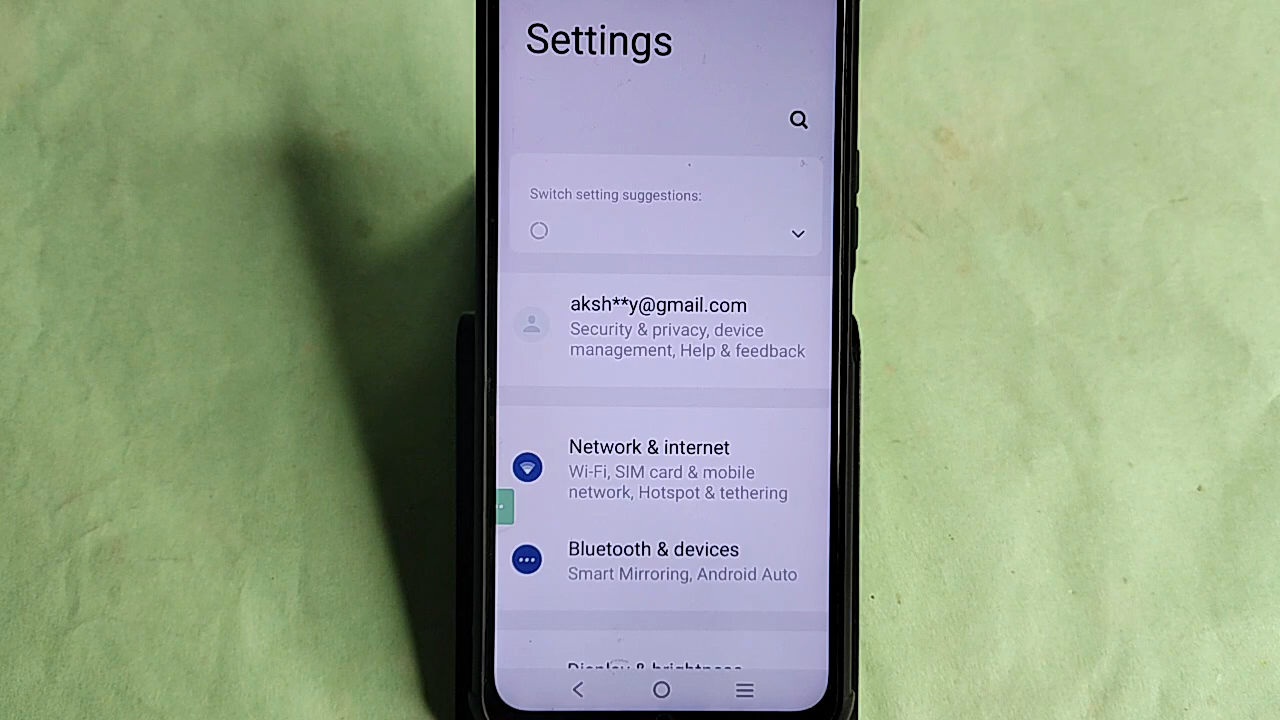 Settings
Switch setting suggestions:
aksh**y@gmail.com
Security & privacy, device
management, Help & feedback
Network & internet
Wi-Fi, SIM card & mobile
network, Hotspot & tethering
Bluetooth & devices
Smart Mirroring, Android Auto
Display & brightness